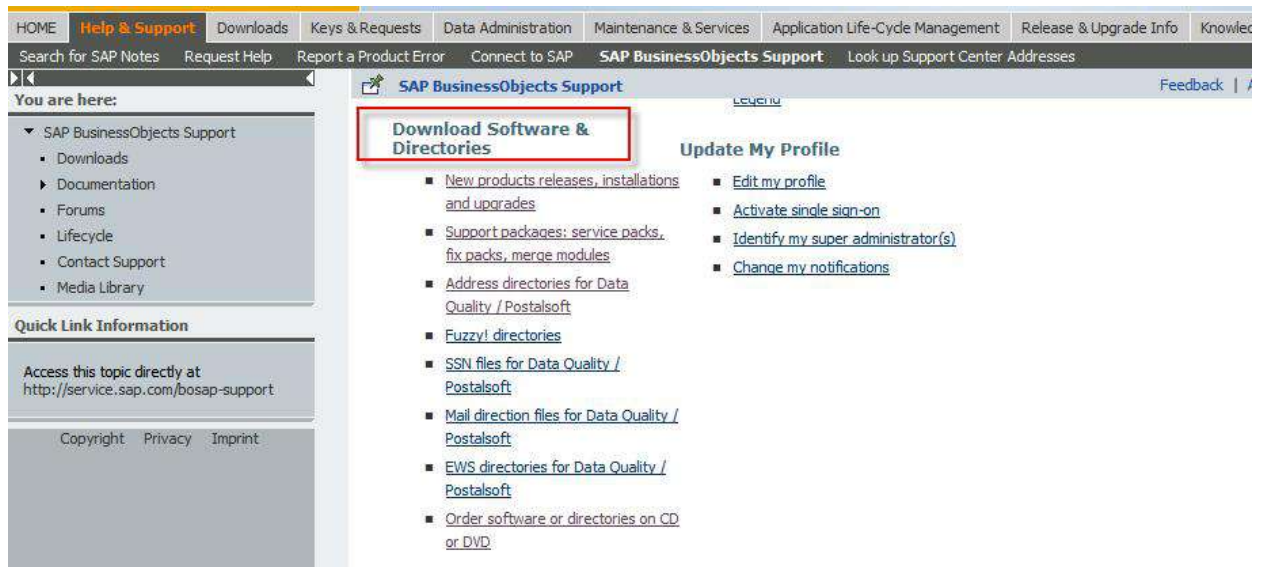 HOME Help & Support Downloads Keys & Requests Data Administration Maintenance & Services Application Life-Cycle Management Release & Upgrade Info
Search for SAP Notes Request Help Report a Product Error Connect to SAP SAP BusinessObjects Support Look up Support Center Addresses
You are here:
SAP BusinessObjects Support
Downloads
Documentation
Forums
Lifecycle
Contact Support
Media Library
Quick Link Information
Access this topic directly at
http://service.sap.com/bosap-support
Copyright Privacy Imprint
SAP BusinessObjects Support Feedback |
Legend
Download Software &
Directories
New products releases, installations
and upgrades
Support packages: service packs,
fix packs, merge modules
Address directories for Data
Quality / Postalsoft
Fuzzy! directories
SSN files for Data Quality /
Postalsoft
Mail direction files for Data Quality /
Postalsoft
EWS directories for Data Quality /
Postalsoft
Order software or directories on CD
or DVD
Update My Profile
Edit my profile
Activate single sign-on
Identify my super administrator(s)
Change my notifications